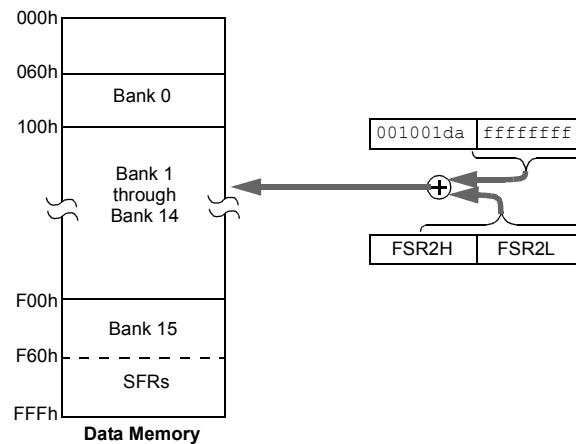 000h
060h
Bank 0
100h
001001da ffffffff
Bank 1
through
Bank 14
FSR2H FSR2L
F00h
Bank 15
F60h
SFRs
FFFh
Data Memory